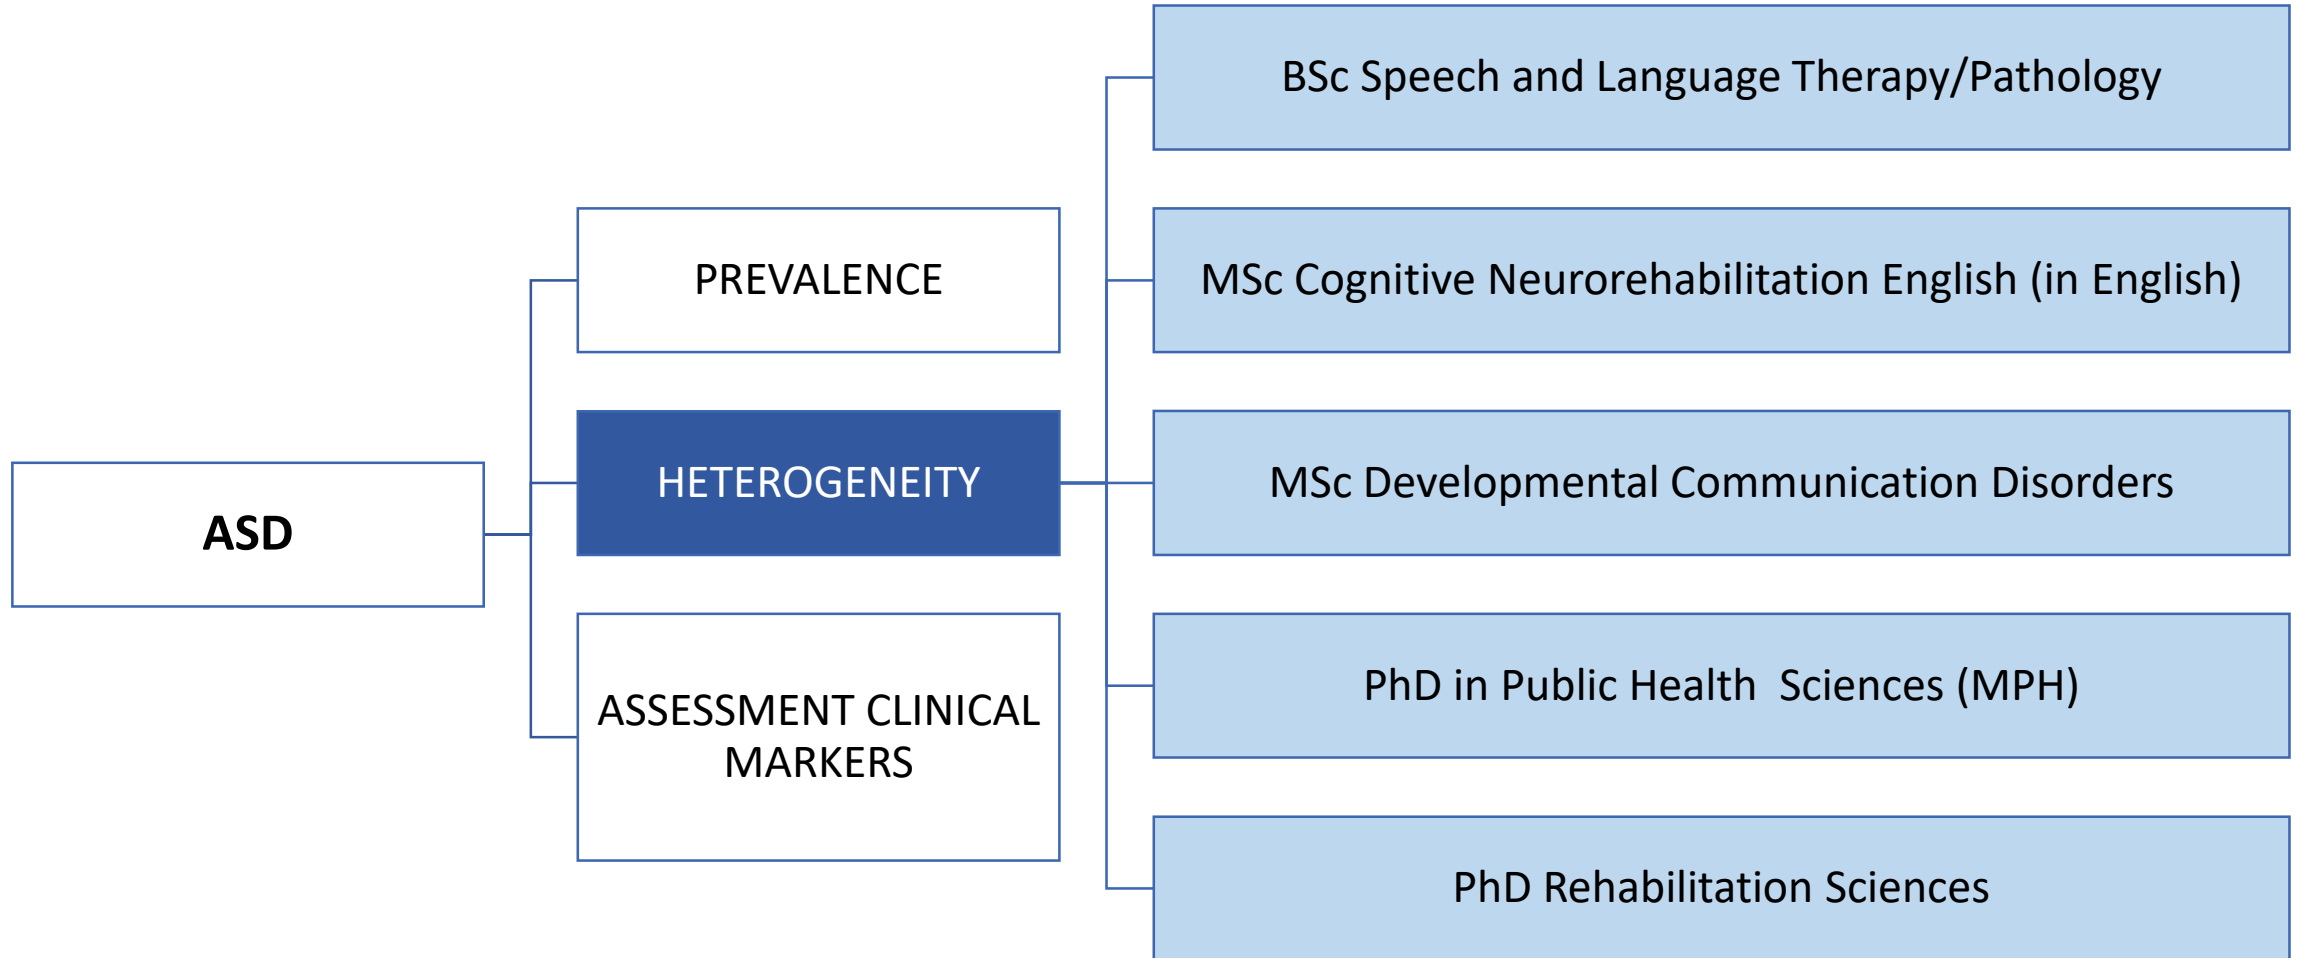 ASD
PREVALENCE
HETEROGENEITY
ASSESSMENT CLINICAL
MARKERS
BSc Speech and Language Therapy/Pathology
MSc Cognitive Neurorehabilitation English (in English)
MSc Developmental Communication Disorders
PhD in Public Health  Sciences (MPH)
PhD Rehabilitation Sciences